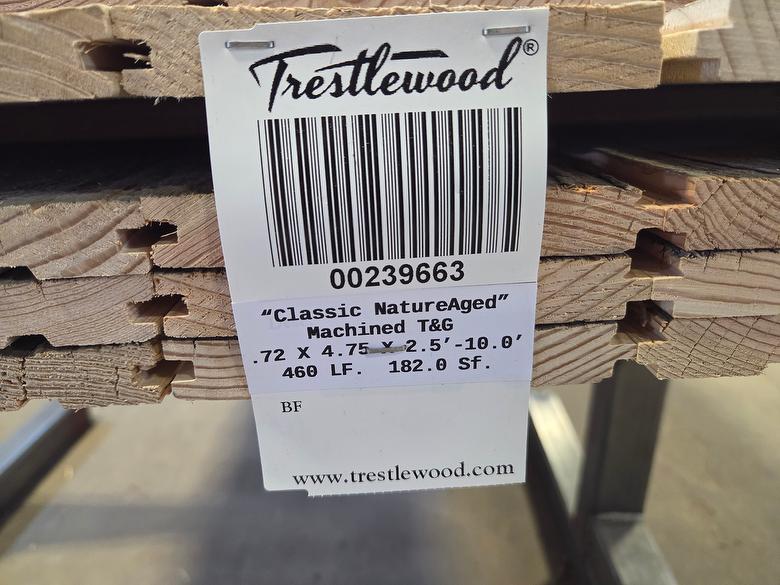 Trestlewood®
00239663
"Classic NatureAged"
Machined T&G
.72 X 4.75 X 2.5'-10.0'
460 LF. 182.0 Sf.
BF
www.trestlewood.com